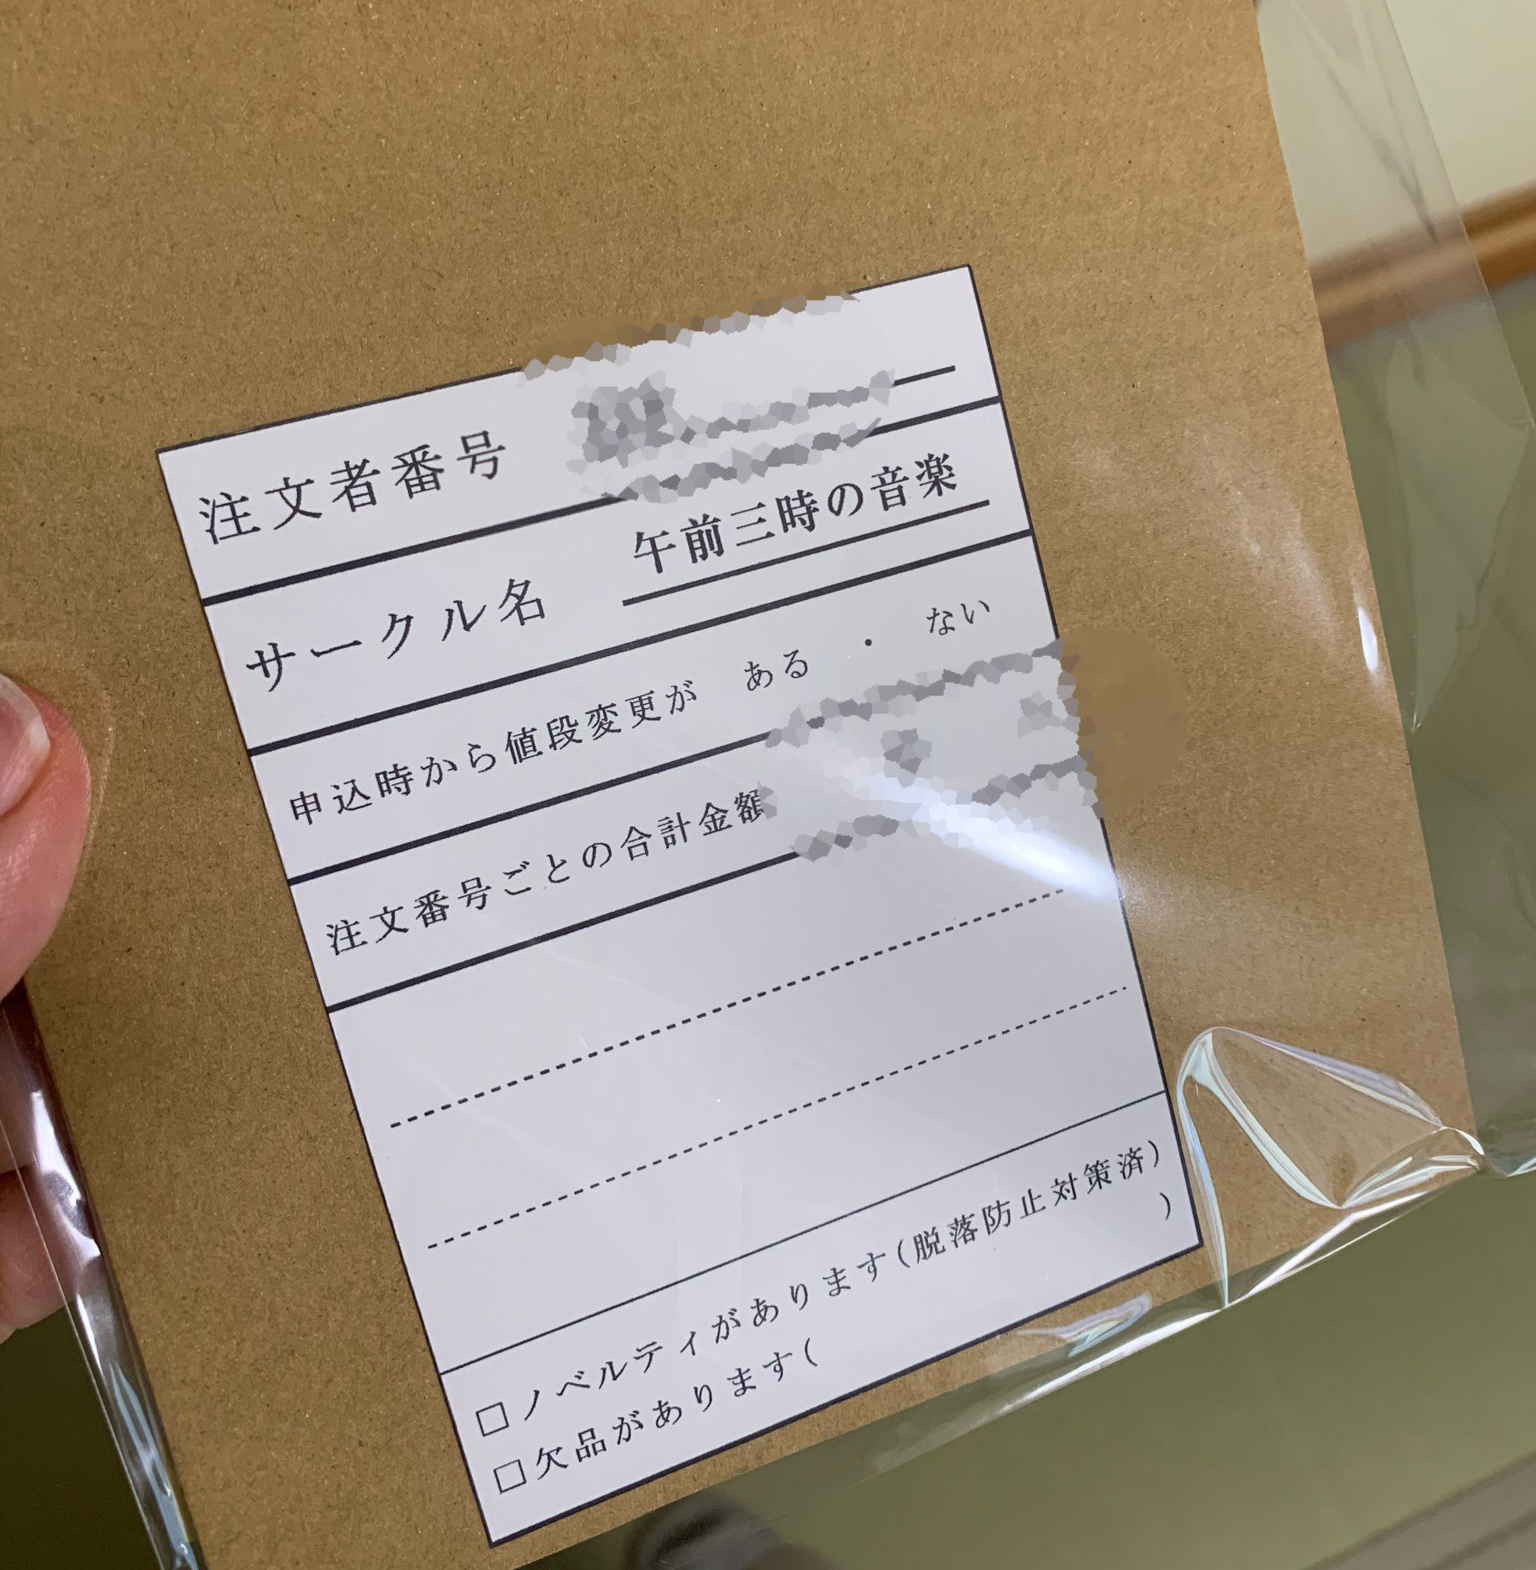 注文者番号
サークル名 午前三時の音楽
申込時から値段変更が ある ・ ない
注文番号ごとの合計金額
□ノベルティがあります(脱落防止対策済)
□欠品があります( )